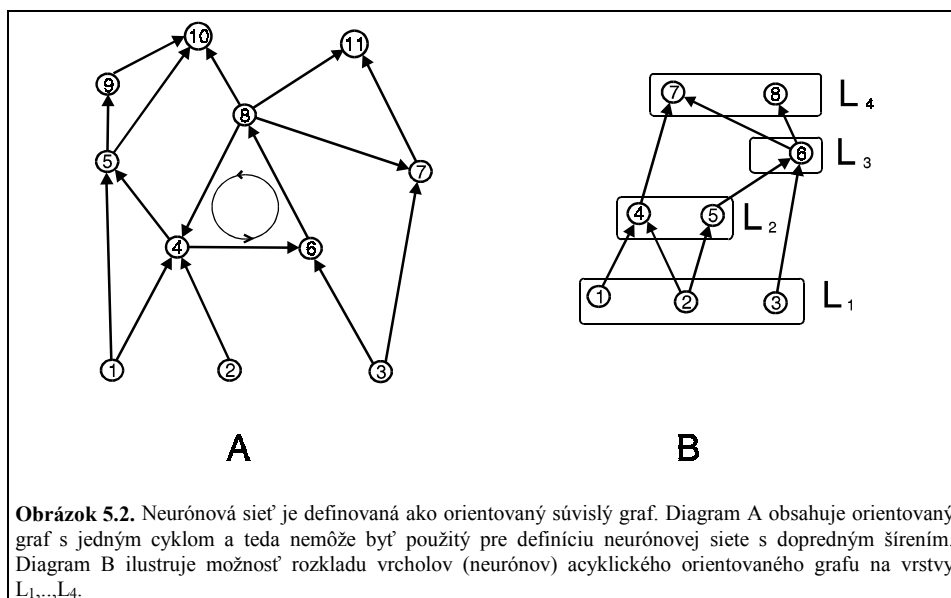 10 11
9
8
5
7
4 6
1 2 3
A
7 8 L4
6 L3
4 5 L2
1 2 3 L1
B
Obrázok 5.2. Neurónová sieť je definovaná ako orientovaný súvislý graf. Diagram A obsahuje orientovaný
graf s jedným cyklom a teda nemôže byť použitý pre definíciu neurónovej siete s dopredným šírením.
Diagram B ilustruje možnosť rozkladu vrcholov (neurónov) acyklického orientovaného grafu na vrstvy
L1,..,L4.